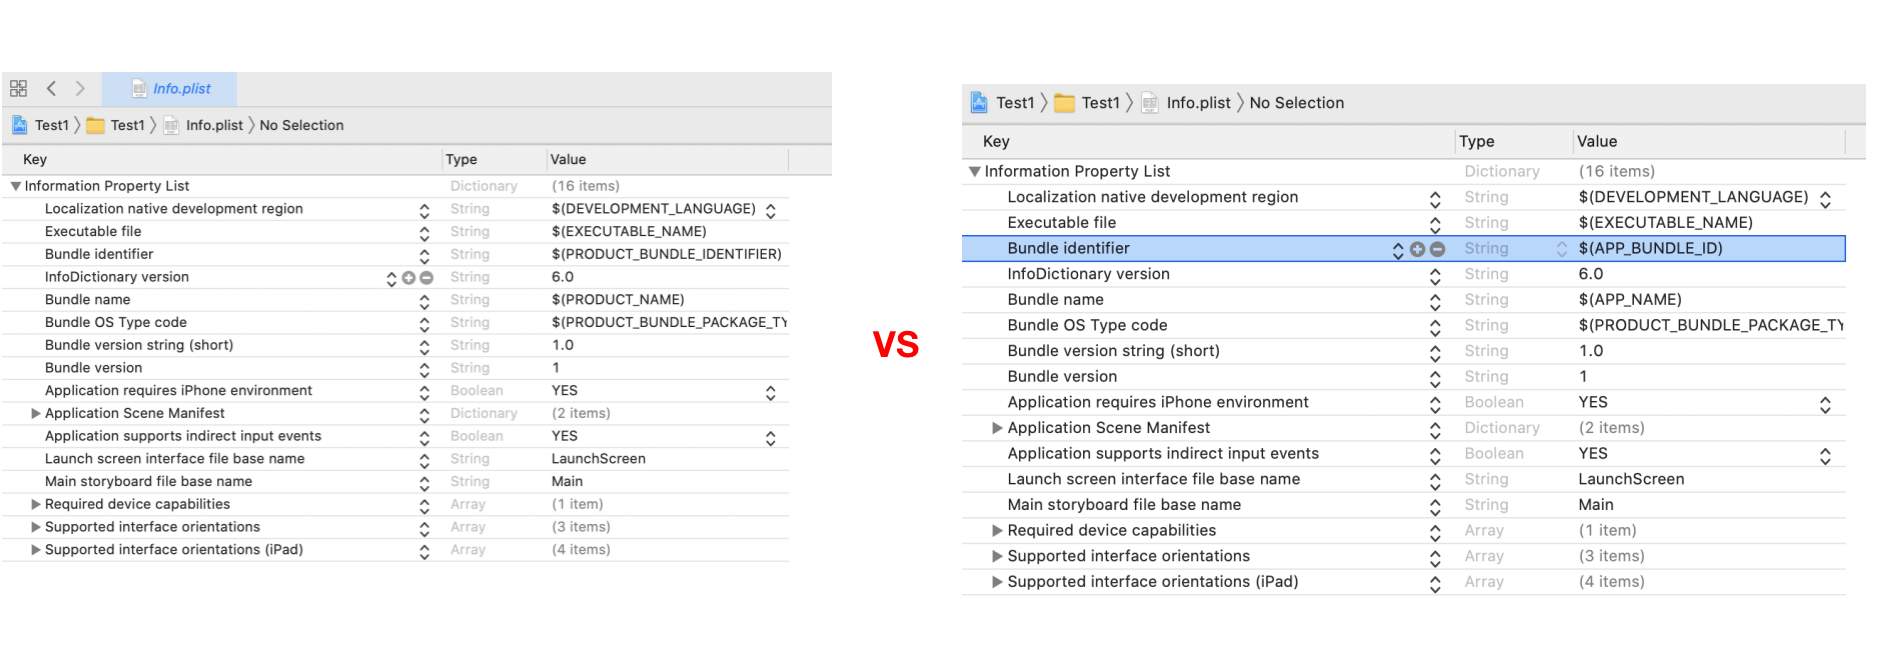 Info.plist
Test1 Test1 Info.plist No Selection
Key Type Value
Information Property List Dictionary (16 items)
Localization native development region String $(DEVELOPMENT_LANGUAGE)
Executable file String $(EXECUTABLE_NAME)
Bundle identifier String $(PRODUCT_BUNDLE_IDENTIFIER)
InfoDictionary version String 6.0
Bundle name String $(PRODUCT_NAME)
Bundle OS Type code String $(PRODUCT_BUNDLE_PACKAGE_TY
Bundle version string (short) String 1.0
Bundle version String 1
Application requires iPhone environment Boolean YES
Application Scene Manifest Dictionary (2 items)
Application supports indirect input events Boolean YES
Launch screen interface file base name String LaunchScreen
Main storyboard file base name String Main
Required device capabilities Array (1 item)
Supported interface orientations Array (3 items)
Supported interface orientations (iPad) Array (4 items)
vs
Test1 Test1 Info.plist No Selection
Key Type Value
Information Property List Dictionary (16 items)
Localization native development region String $(DEVELOPMENT_LANGUAGE)
Executable file String $(EXECUTABLE_NAME)
Bundle identifier String $(APP_BUNDLE_ID)
InfoDictionary version String 6.0
Bundle name String $(APP_NAME)
Bundle OS Type code String $(PRODUCT_BUNDLE_PACKAGE_TY
Bundle version string (short) String 1.0
Bundle version String 1
Application requires iPhone environment Boolean YES
Application Scene Manifest Dictionary (2 items)
Application supports indirect input events Boolean YES
Launch screen interface file base name String LaunchScreen
Main storyboard file base name String Main
Required device capabilities Array (1 item)
Supported interface orientations Array (3 items)
Supported interface orientations (iPad) Array (4 items)